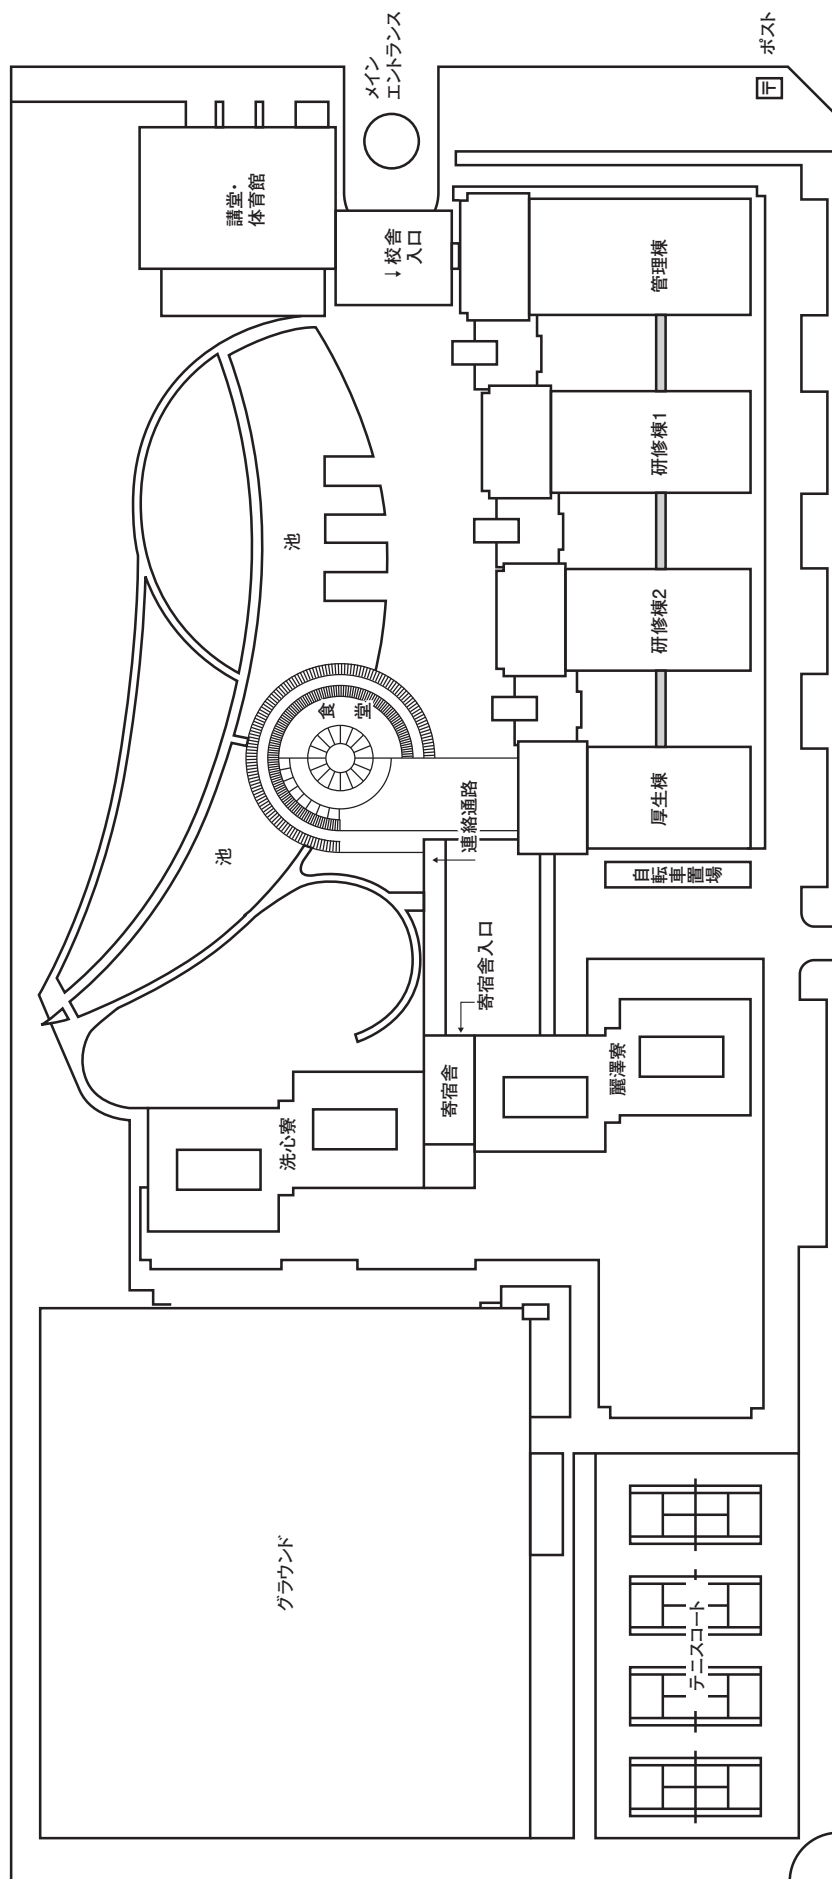 ポスト
〒
メイン
エントランス
講堂・
体育館
↓校舎
入口
管理棟
研修棟1
池
研修棟2
食堂
厚生棟
連絡通路
池
自転車置場
寄宿舎入口
寄宿舎
麗澤寮
洗心寮
グラウンド
テニスコート